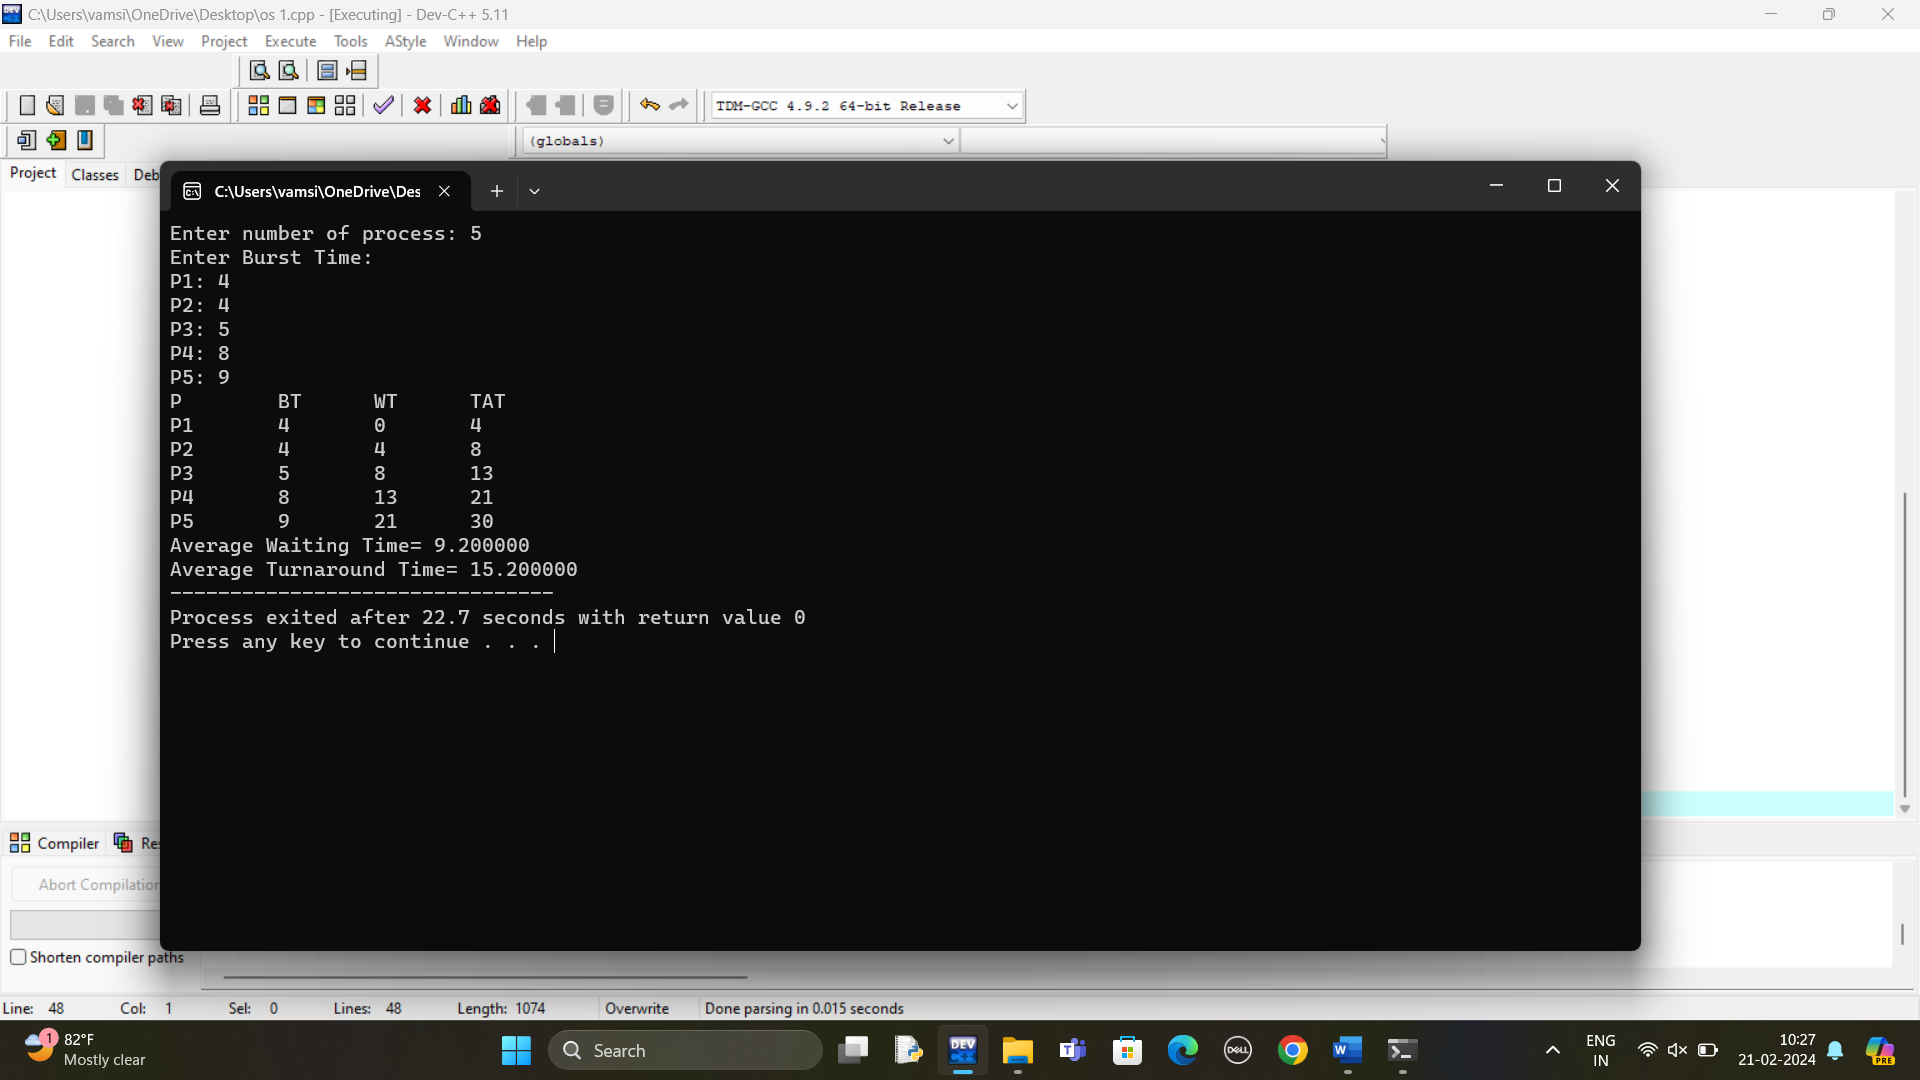 C:\Users\vamsi\OneDrive\Desktop\os 1.cpp - [Executing] - Dev-C++ 5.11
File Edit Search View Project Execute Tools AStyle Window Help
TDM-GCC 4.9.2 64-bit Release
(globals)
Project Classes Deb
C:\Users\vamsi\OneDrive\Des
Enter number of process: 5
Enter Burst Time:
P1: 4
P2: 4
P3: 5
P4: 8
P5: 9
P BT WT TAT
P1 4 0 4
P2 4 4 8
P3 5 8 13
P4 8 13 21
P5 9 21 30
Average Waiting Time= 9.200000
Average Turnaround Time= 15.200000
--------------------------------
Process exited after 22.7 seconds with return value 0
Press any key to continue . . .
Compiler Res
Abort Compilation
Shorten compiler paths
Line: 48 Col: 1 Sel: 0 Lines: 48 Length: 1074 Overwrite Done parsing in 0.015 seconds
1 82°F
Mostly clear
Search
DEV C++
DELL
ENG
IN
10:27
21-02-2024
PRE